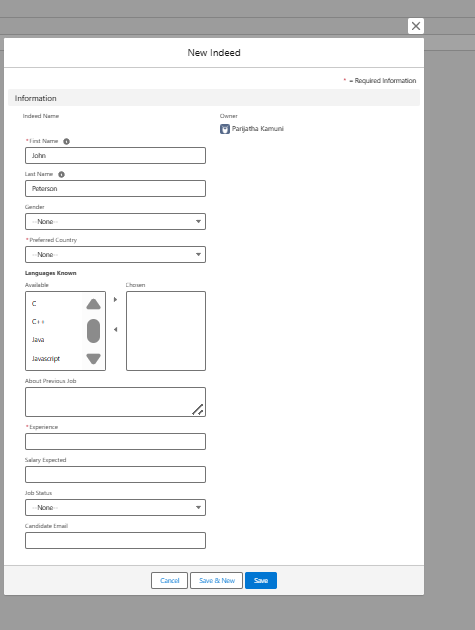 New Indeed
* = Required Information
Information
Indeed Name
Owner
Parijatha Kamuni
*First Name
John
Last Name
Peterson
Gender
--None--
*Preferred Country
--None--
Languages Known
Available
Chosen
C
C++
Java
Javascript
About Previous Job
*Experience
Salary Expected
Job Status
--None--
Candidate Email
Cancel
Save & New
Save